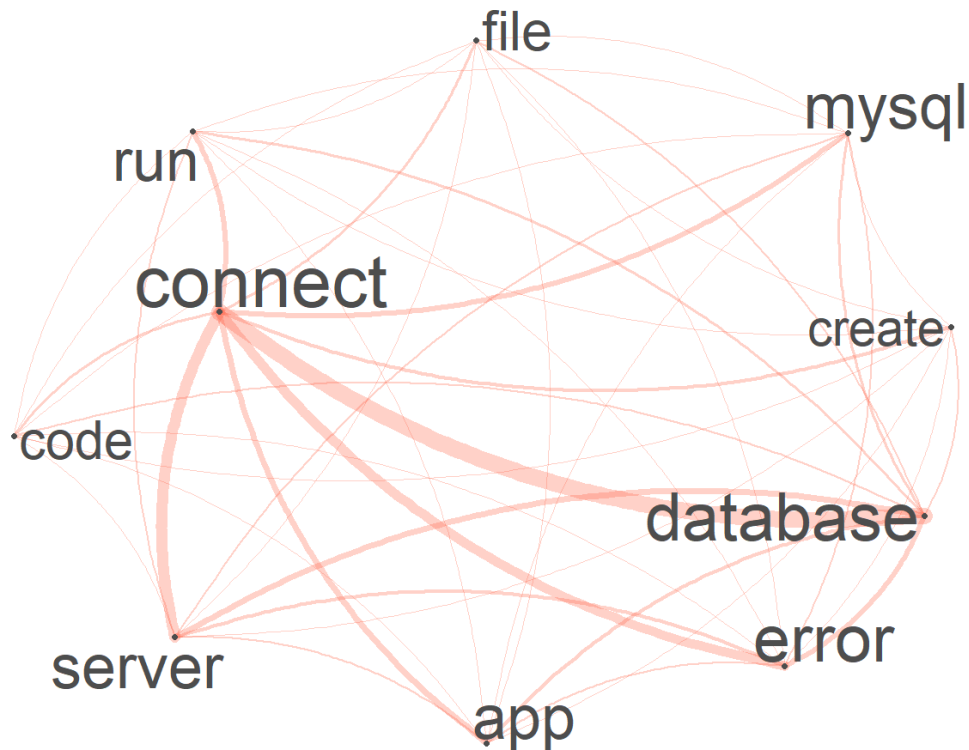 file
mysql
run
connect
create
code
database
error
server
app